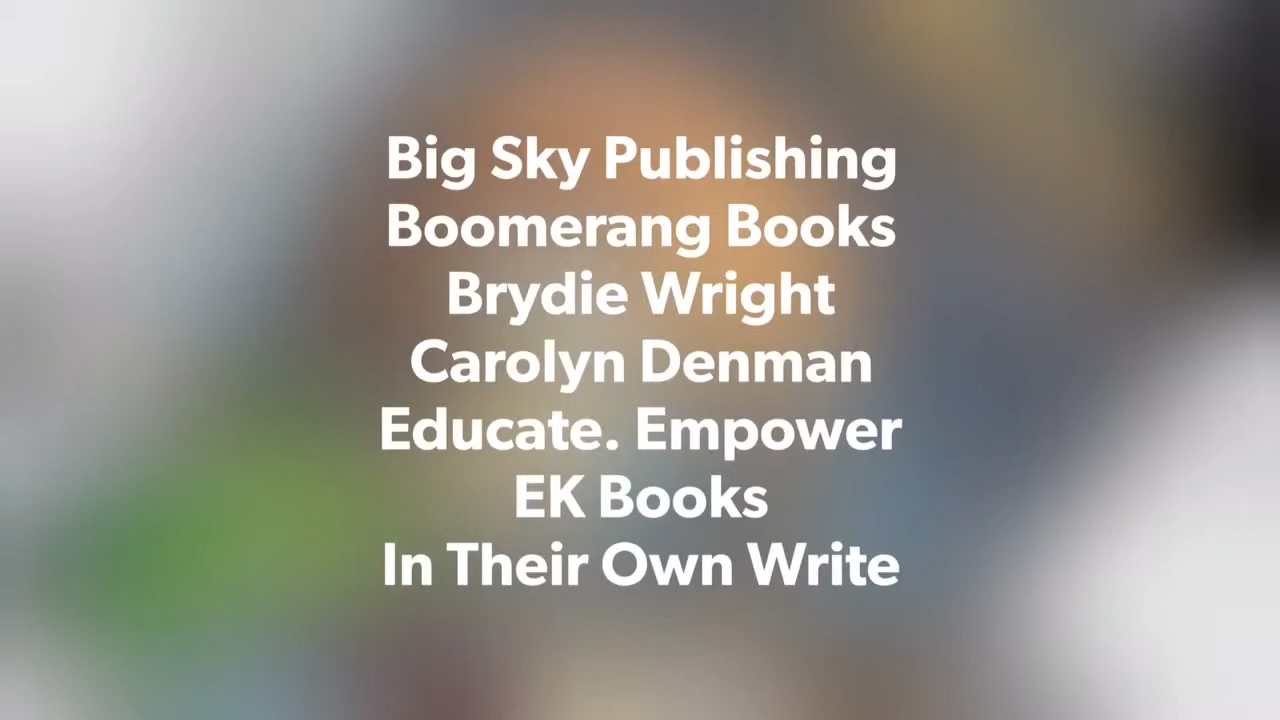 Big Sky Publishing
Boomerang Books
Brydie Wright
Carolyn Denman
Educate. Empower
EK Books
In Their Own Write